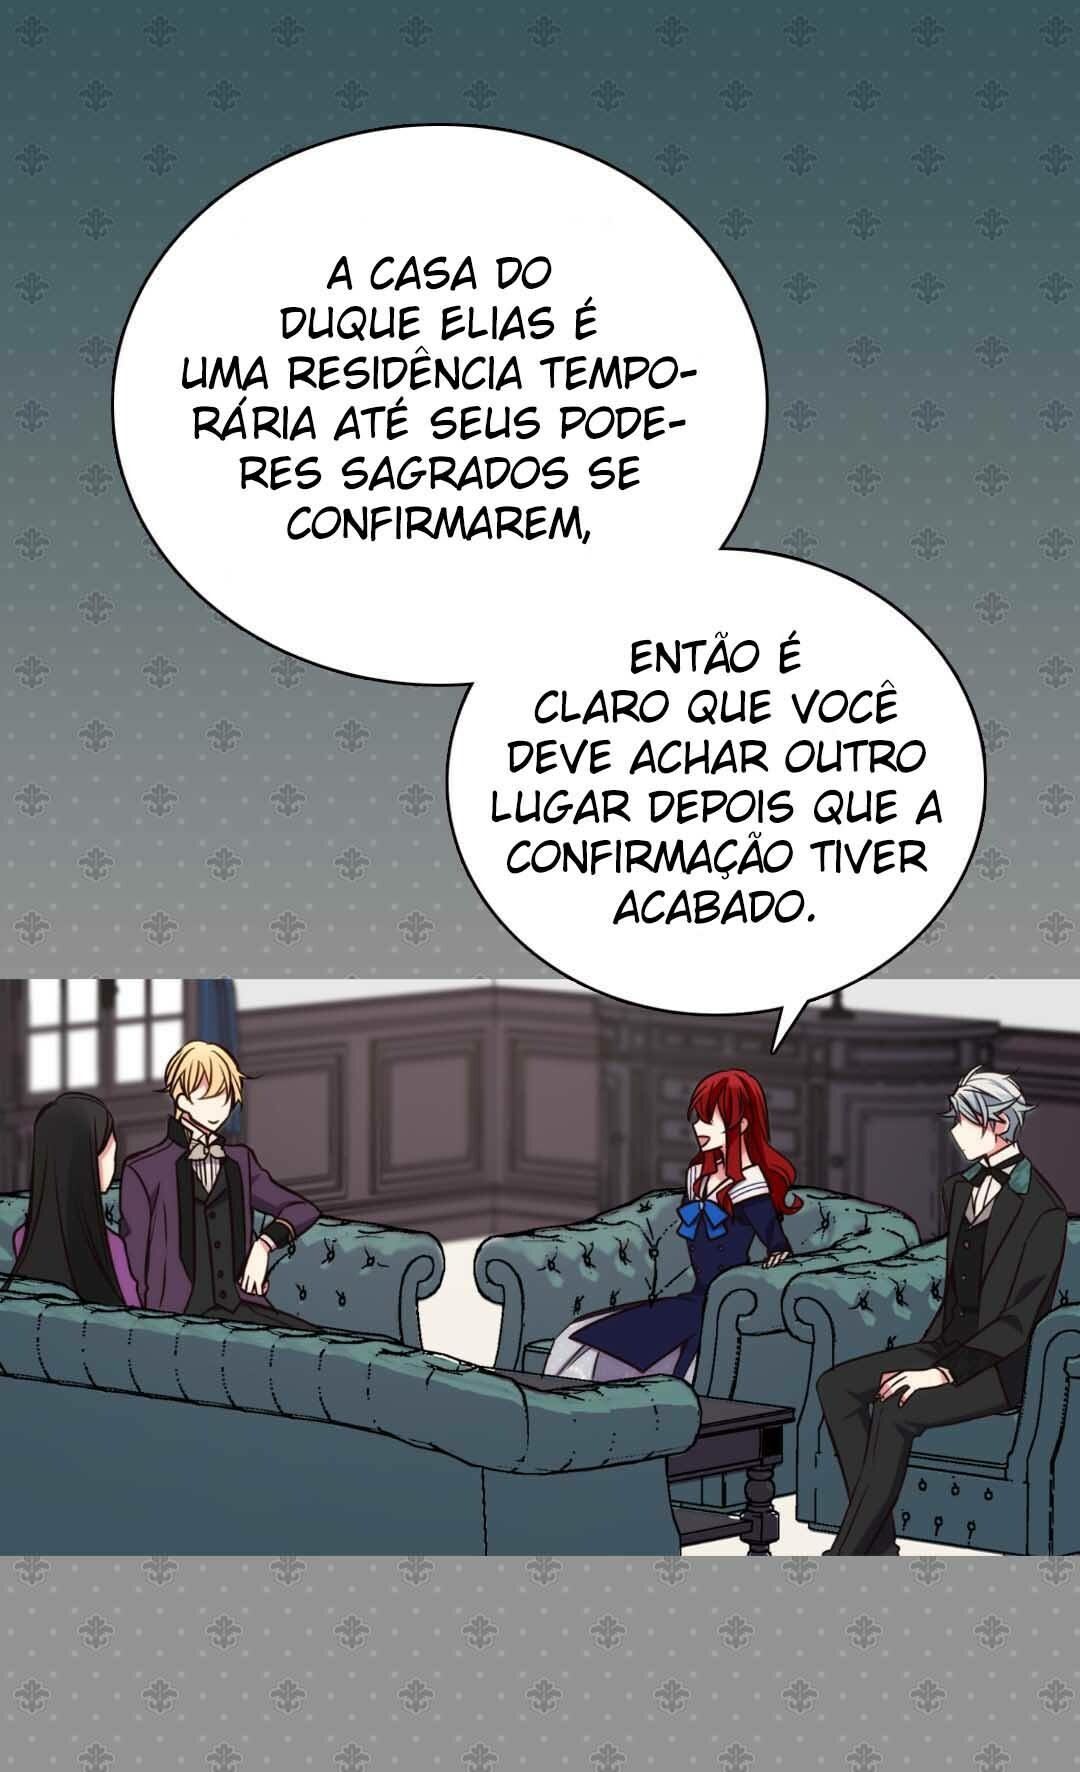 A CASA DO
DUQUE ELIAS É
UMA RESIDÊNCIA TEMPO-
RÁRIA ATÉ SEUS PODE-
RES SAGRADOS SE
CONFIRMAREM,
ENTÃO É
CLARO QUE VOCÊ
DEVE ACHAR OUTRO
LUGAR DEPOIS QUE A
CONFIRMAÇÃO TIVER
ACABADO.